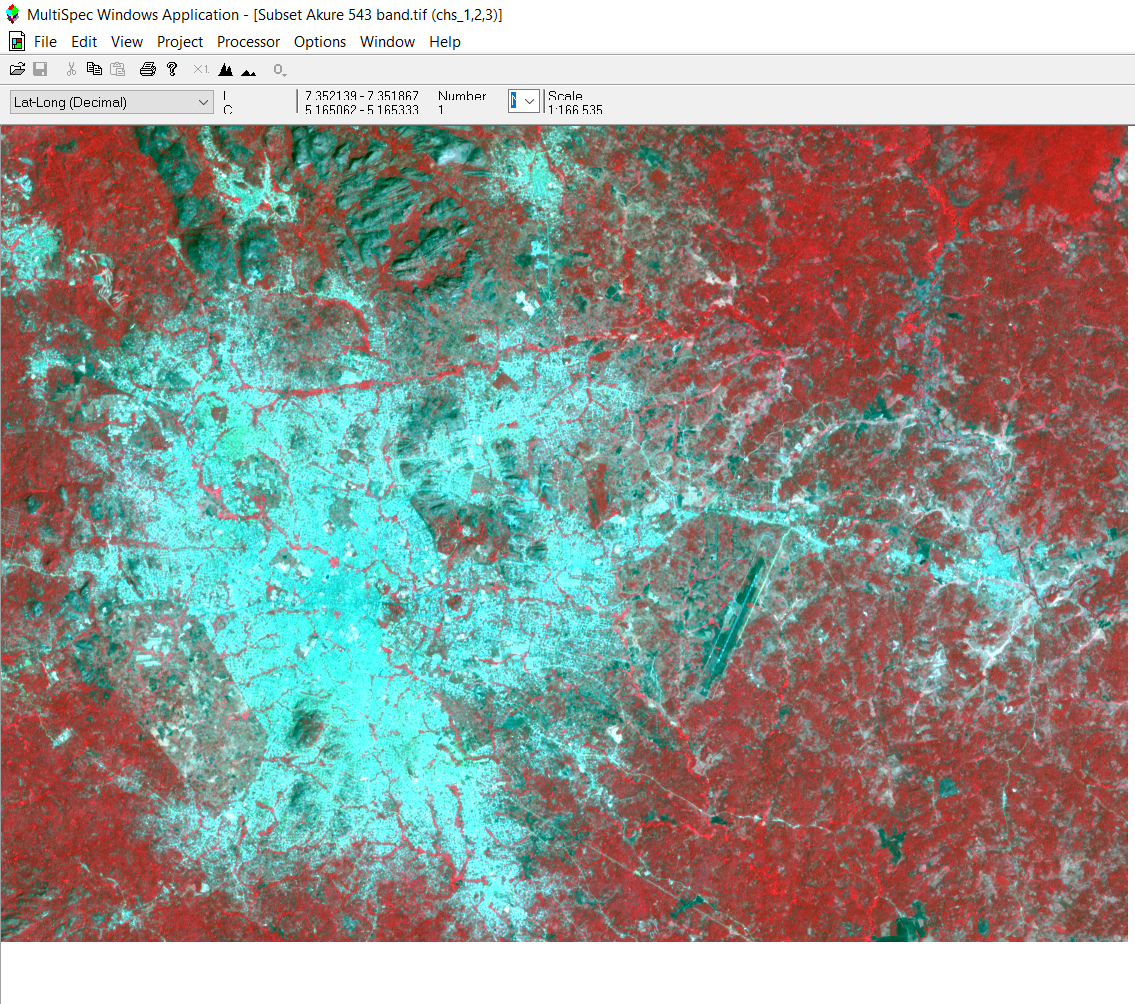 MultiSpec Windows Application - [Subset Akure 543 band.tif (chs_1,2,3)]
File Edit View Project Processor Options Window Help
×1
Lat-Long (Decimal)
7.352139 - 7.351867
Number
Scale
5.165062 - 5.165333
1
1:166,535